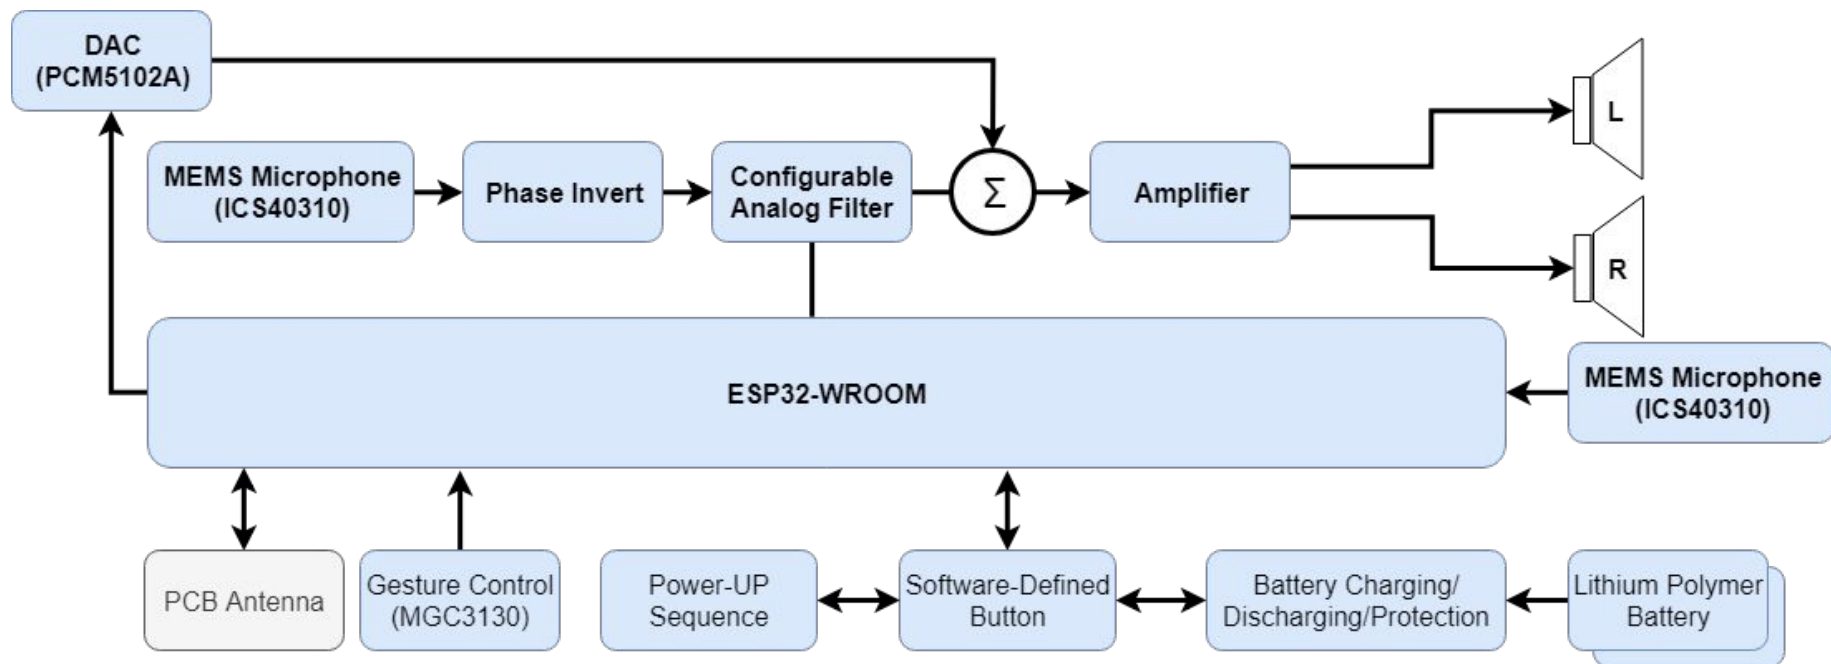 DAC
(PCM5102A)
MEMS Microphone
(ICS40310)
Phase Invert
Configurable
Analog Filter
Σ
Amplifier
L
R
ESP32-WROOM
MEMS Microphone
(ICS40310)
PCB Antenna
Gesture Control
(MGC3130)
Power-UP
Sequence
Software-Defined
Button
Battery Charging/
Discharging/Protection
Lithium Polymer
Battery